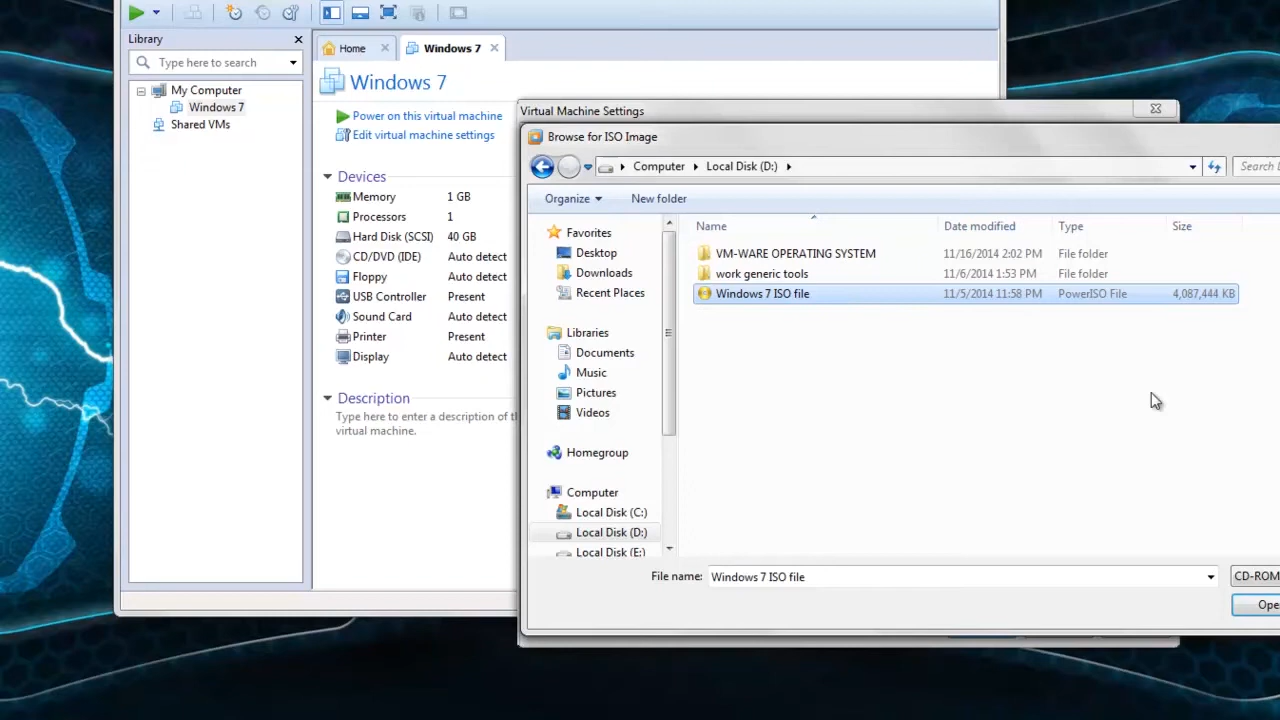 Library
Home
Windows 7
Type here to search
Windows 7
My Computer
Windows 7
Shared VMs
Power on this virtual machine
Edit virtual machine settings
Devices
Memory 1 GB
Processors 1
Hard Disk (SCSI) 40 GB
CD/DVD (IDE) Auto detect
Floppy Auto detect
USB Controller Present
Sound Card Auto detect
Printer Present
Display Auto detect
Description
Type here to enter a description of t
virtual machine.
Virtual Machine Settings
Browse for ISO Image
Computer Local Disk (D:) Search
Organize New folder
Name Date modified Type Size
VM-WARE OPERATING SYSTEM 11/16/2014 2:02 PM File folder
work generic tools 11/6/2014 1:53 PM File folder
Windows 7 ISO file 11/5/2014 11:58 PM PowerISO File 4,087,444 KB
Favorites
Desktop
Downloads
Recent Places
Libraries
Documents
Music
Pictures
Videos
Homegroup
Computer
Local Disk (C:)
Local Disk (D:)
Local Disk (E:)
File name: Windows 7 ISO file CD-ROM
Ope